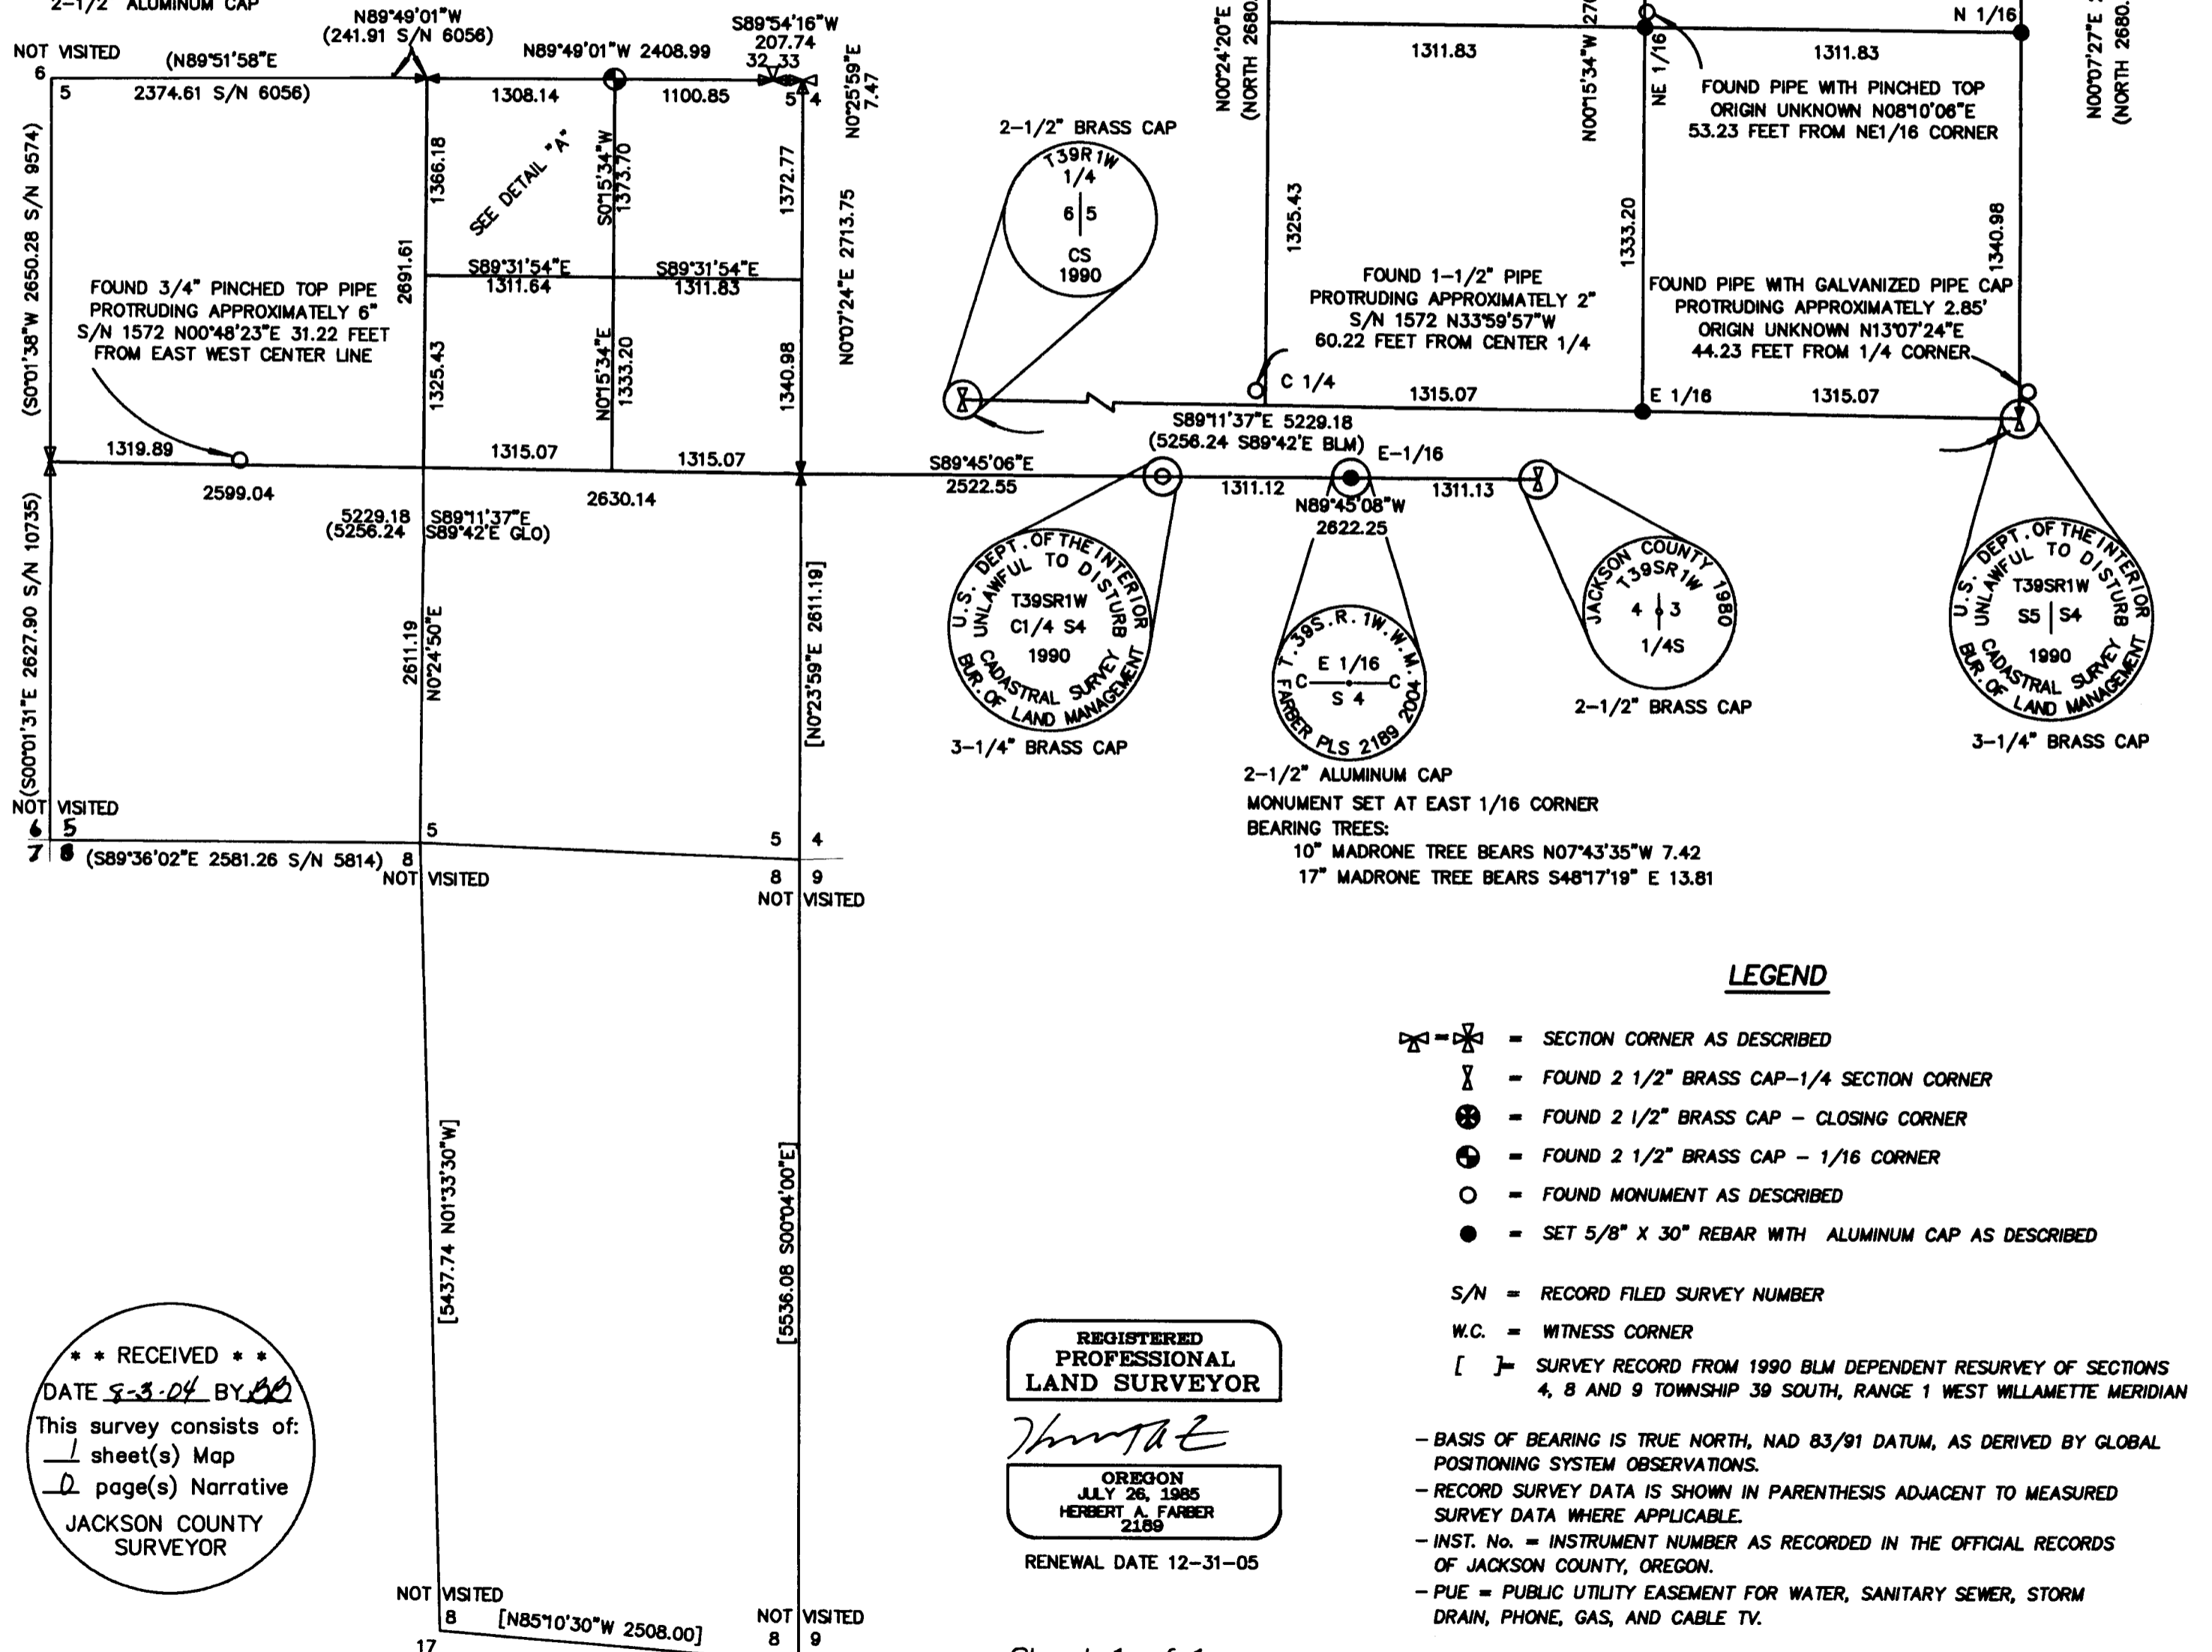 2-1/2" ALUMINUM CAP
N89°49'01"W
(241.91 S/N 6056)
S89°54'16"W
207.74
NOT VISITED
(N89°51'58"E
2374.61 S/N 6056)
N89°49'01"W 2408.99
32 33
6
5
1308.14
1100.85
5 4
N0°25'59"E
7.47
(S0°01'38"W 2650.28 S/N 9574)
1366.18
SEE DETAIL "A"
S0°15'34"W
1373.70
1372.77
N0°07'24"E 2713.75
2691.61
S89°31'54"E
1311.64
S89°31'54"E
1311.83
FOUND 3/4" PINCHED TOP PIPE
PROTRUDING APPROXIMATELY 6"
S/N 1572 N00°48'23"E 31.22 FEET
FROM EAST WEST CENTER LINE
1325.43
N0°15'34"E
1333.20
1340.98
1319.89
2599.04
1315.07
1315.07
2630.14
5229.18 S89°11'37"E
(5256.24 S89°42'E GLO)
(S00°01'31"E 2627.90 S/N 10735)
2611.19
N0°24'50"E
[N0°23'59"E 2611.19]
NOT VISITED
6 5
7 8
(S89°36'02"E 2581.26 S/N 5814)
5
8
NOT VISITED
5 4
8 9
NOT VISITED
[5437.74 N01°33'30"W]
[5536.08 S00°04'00"E]
NOT VISITED
8
17
[N85°10'30"W 2508.00]
NOT VISITED
8 9
N00°24'20"E
(NORTH 2680.
1311.83
N00°15'34"W 270
NE 1/16
1311.83
N 1/16
N00°07'27"E
(NORTH 2680.
FOUND PIPE WITH PINCHED TOP
ORIGIN UNKNOWN N08°10'06"E
53.23 FEET FROM NE1/16 CORNER
2-1/2" BRASS CAP
T39R1W
1/4
6 5
CS
1990
1325.43
1333.20
1340.98
FOUND 1-1/2" PIPE
PROTRUDING APPROXIMATELY 2"
S/N 1572 N33°59'57"W
60.22 FEET FROM CENTER 1/4
FOUND PIPE WITH GALVANIZED PIPE CAP
PROTRUDING APPROXIMATELY 2.85'
ORIGIN UNKNOWN N13°07'24"E
44.23 FEET FROM 1/4 CORNER
C 1/4
1315.07
E 1/16
1315.07
S89°11'37"E 5229.18
(5256.24 S89°42'E BLM)
S89°45'06"E
2522.55
1311.12
E-1/16
1311.13
N89°45'08"W
2622.25
U.S. DEPT. OF THE INTERIOR
UNLAWFUL TO DISTURB
T39SR1W
C1/4 S4
1990
CADASTRAL SURVEY
BUR. OF LAND MANAGEMENT
3-1/4" BRASS CAP
T.39S.R.1W.W.M.
E 1/16
C C
S 4
FARBER PLS 2189 2004
2-1/2" ALUMINUM CAP
MONUMENT SET AT EAST 1/16 CORNER
BEARING TREES:
10" MADRONE TREE BEARS N07°43'35"W 7.42
17" MADRONE TREE BEARS S48°17'19" E 13.81
JACKSON COUNTY 1980
T39SR1W
4 3
1/4S
2-1/2" BRASS CAP
U.S. DEPT. OF THE INTERIOR
UNLAWFUL TO DISTURB
T39SR1W
S5 S4
1990
CADASTRAL SURVEY
BUR. OF LAND MANAGEMENT
3-1/4" BRASS CAP
LEGEND
= SECTION CORNER AS DESCRIBED
= FOUND 2 1/2" BRASS CAP-1/4 SECTION CORNER
= FOUND 2 1/2" BRASS CAP - CLOSING CORNER
= FOUND 2 1/2" BRASS CAP - 1/16 CORNER
= FOUND MONUMENT AS DESCRIBED
= SET 5/8" X 30" REBAR WITH ALUMINUM CAP AS DESCRIBED
S/N = RECORD FILED SURVEY NUMBER
W.C. = WITNESS CORNER
[ ]= SURVEY RECORD FROM 1990 BLM DEPENDENT RESURVEY OF SECTIONS
4, 8 AND 9 TOWNSHIP 39 SOUTH, RANGE 1 WEST WILLAMETTE MERIDIAN
- BASIS OF BEARING IS TRUE NORTH, NAD 83/91 DATUM, AS DERIVED BY GLOBAL
POSITIONING SYSTEM OBSERVATIONS.
- RECORD SURVEY DATA IS SHOWN IN PARENTHESIS ADJACENT TO MEASURED
SURVEY DATA WHERE APPLICABLE.
- INST. No. = INSTRUMENT NUMBER AS RECORDED IN THE OFFICIAL RECORDS
OF JACKSON COUNTY, OREGON.
- PUE = PUBLIC UTILITY EASEMENT FOR WATER, SANITARY SEWER, STORM
DRAIN, PHONE, GAS, AND CABLE TV.
* * RECEIVED * *
DATE 8-3-04 BY BB
This survey consists of:
1 sheet(s) Map
0 page(s) Narrative
JACKSON COUNTY
SURVEYOR
REGISTERED
PROFESSIONAL
LAND SURVEYOR
OREGON
JULY 26, 1985
HERBERT A. FARBER
2189
RENEWAL DATE 12-31-05